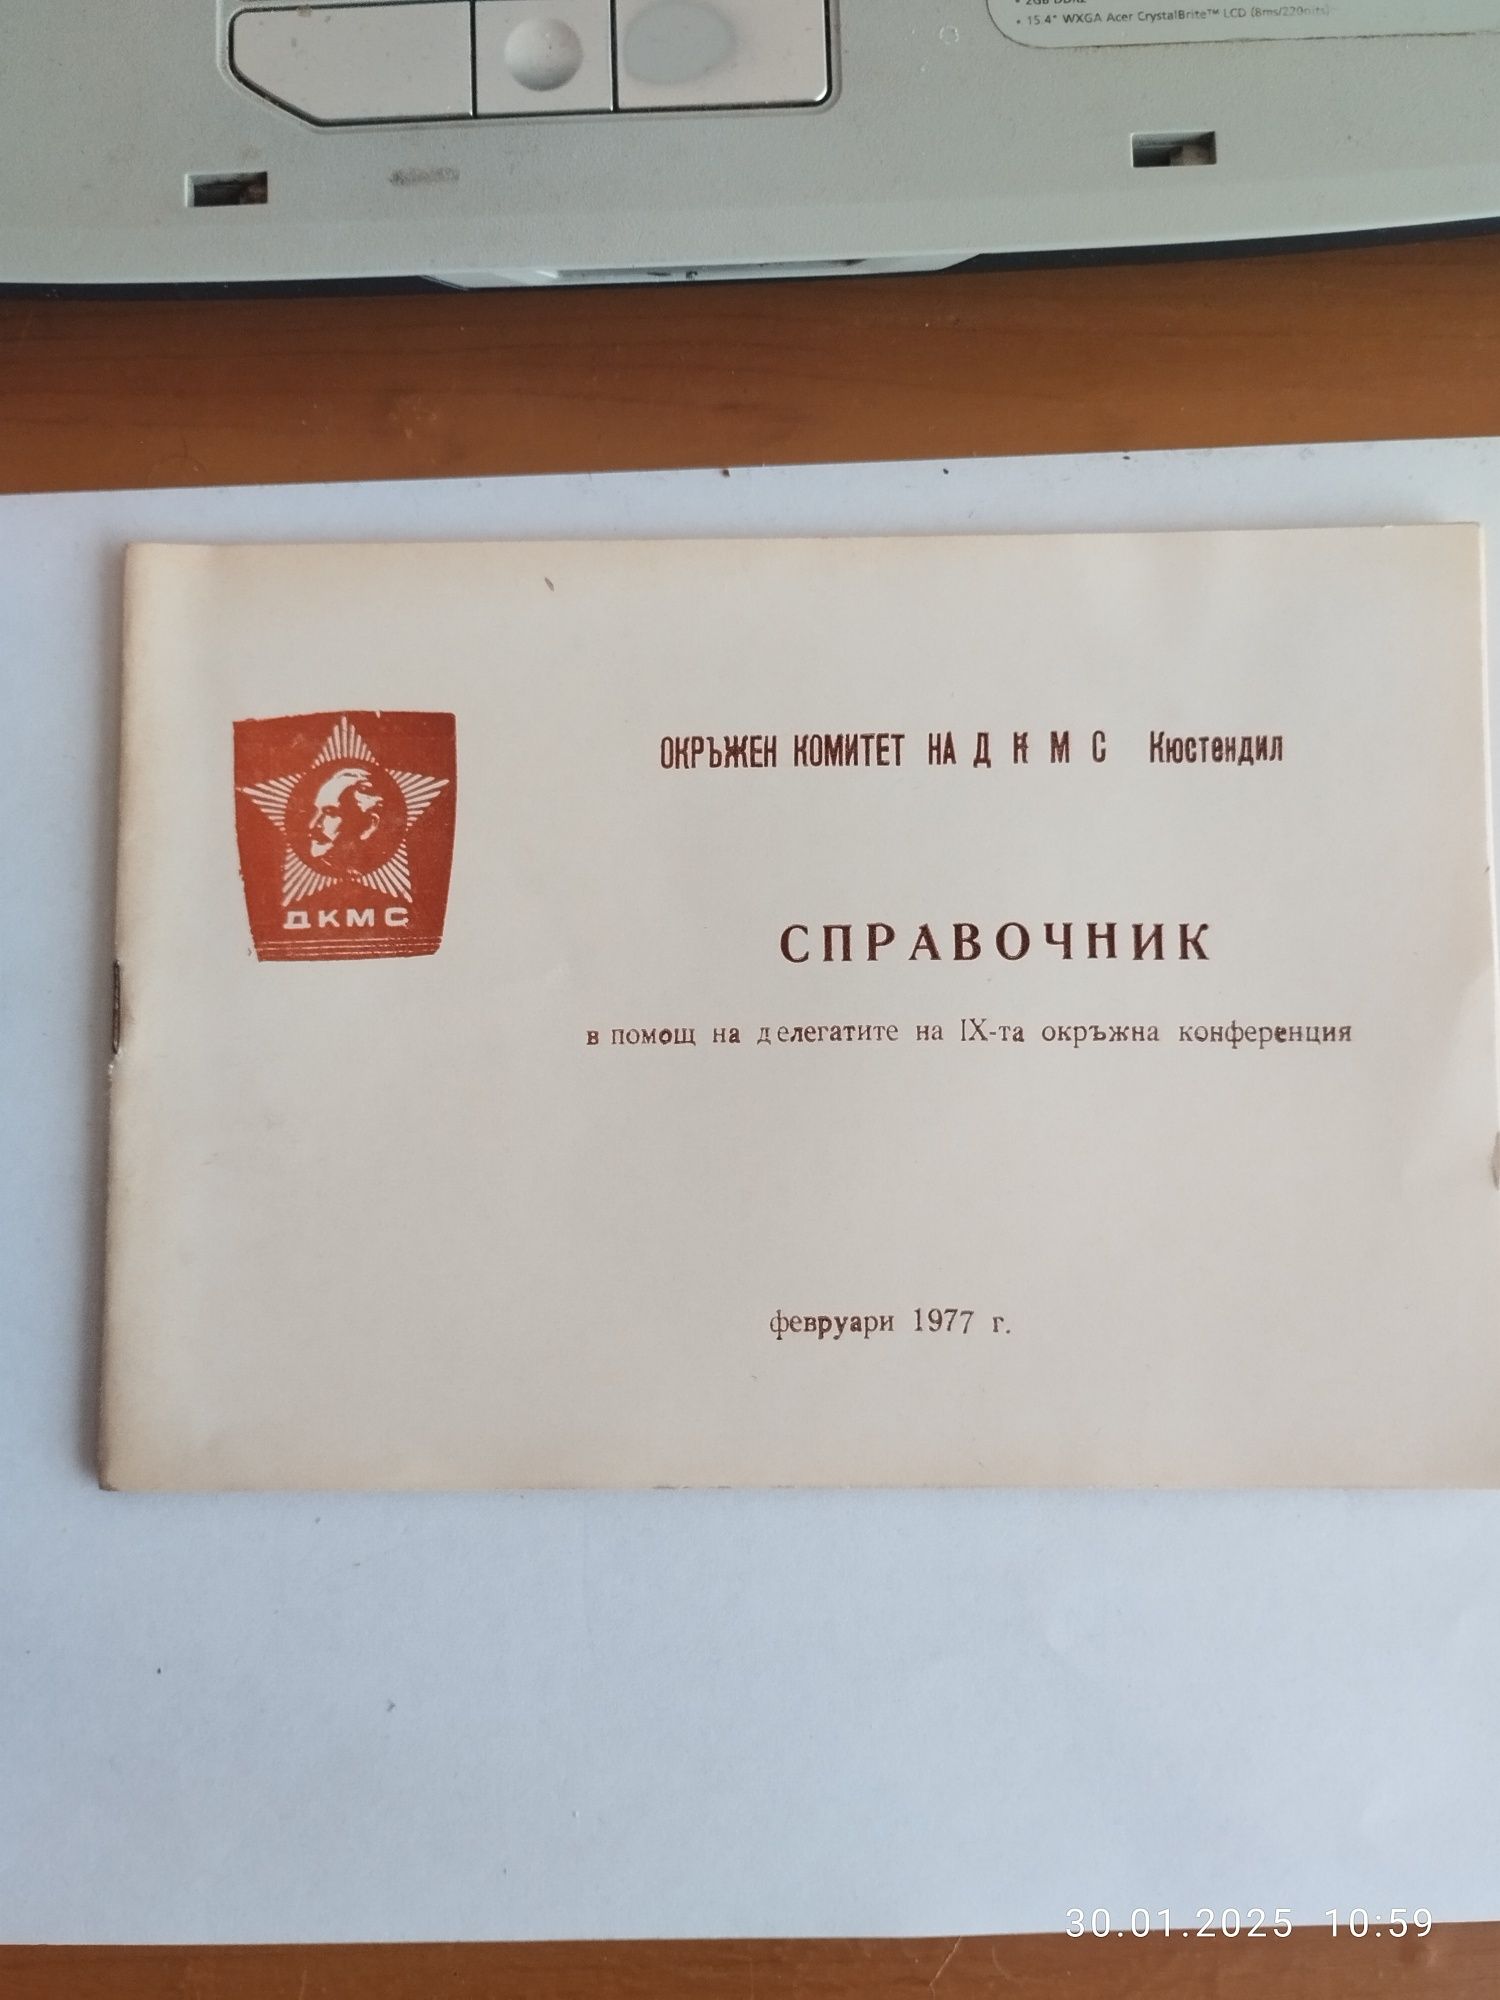 • 2GB DDR2
• 15.4" WXGA Acer CrystalBrite™ LCD (8ms/220nits)
ОКРЪЖЕН КОМИТЕТ НА Д К М С Кюстендил
ДКМС
СПРАВОЧНИК
в помощ на делегатите на IX-та окръжна конференция
февруари 1977 г.
30.01.2025 10:59